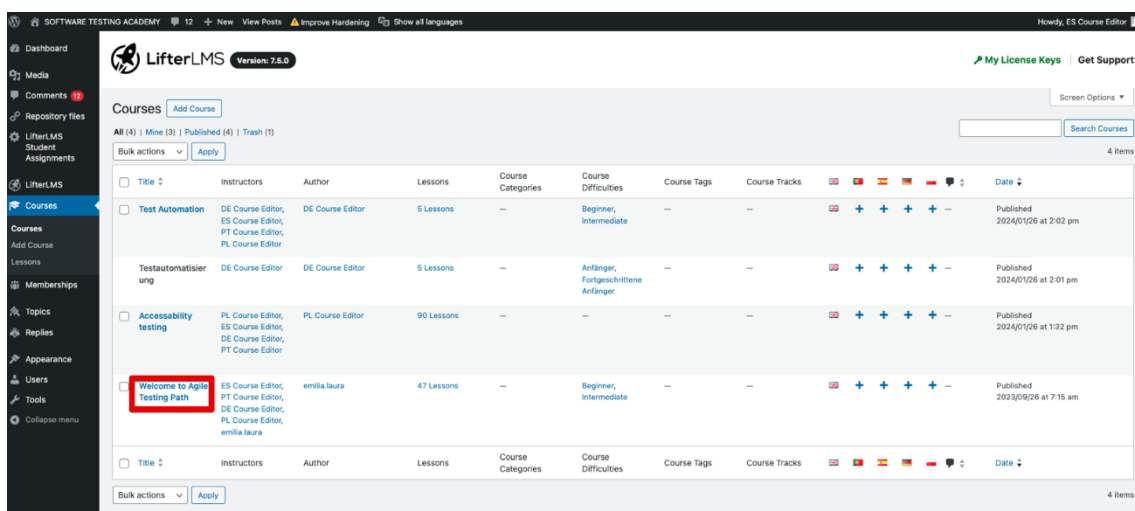 SOFTWARE TESTING ACADEMY 12 + New View Posts Improve Hardening Show all languages Howdy, ES Course Editor
Dashboard
Media
Comments 12
Repository files
LifterLMS
Student
Assignments
LifterLMS
Courses
Courses
Add Course
Lessons
Memberships
Topics
Replies
Appearance
Users
Tools
Collapse menu
LifterLMS Version: 7.5.0
My License Keys Get Support
Screen Options
Courses Add Course
All (4) | Mine (3) | Published (4) | Trash (1)
Search Courses
Bulk actions Apply 4 items
Title Instructors Author Lessons Course Categories Course Difficulties Course Tags Course Tracks Date
Test Automation DE Course Editor, DE Course Editor 5 Lessons — Beginner, — — + + + + — Published
ES Course Editor, Intermediate 2024/01/26 at 2:02 pm
PT Course Editor,
PL Course Editor
Testautomatisier DE Course Editor DE Course Editor 5 Lessons — Anfänger, — — + + + + — Published
ung Fortgeschrittene 2024/01/26 at 2:01 pm
Anfänger
Accessability PL Course Editor, PL Course Editor 90 Lessons — — — — + + + + — Published
testing ES Course Editor, 2024/01/26 at 1:32 pm
DE Course Editor,
PT Course Editor
Welcome to Agile ES Course Editor, emilia.laura 47 Lessons — Beginner, — — + + + + — Published
Testing Path PT Course Editor, Intermediate 2023/09/26 at 7:15 am
DE Course Editor,
PL Course Editor,
emilia.laura
Title Instructors Author Lessons Course Categories Course Difficulties Course Tags Course Tracks Date
Bulk actions Apply 4 items